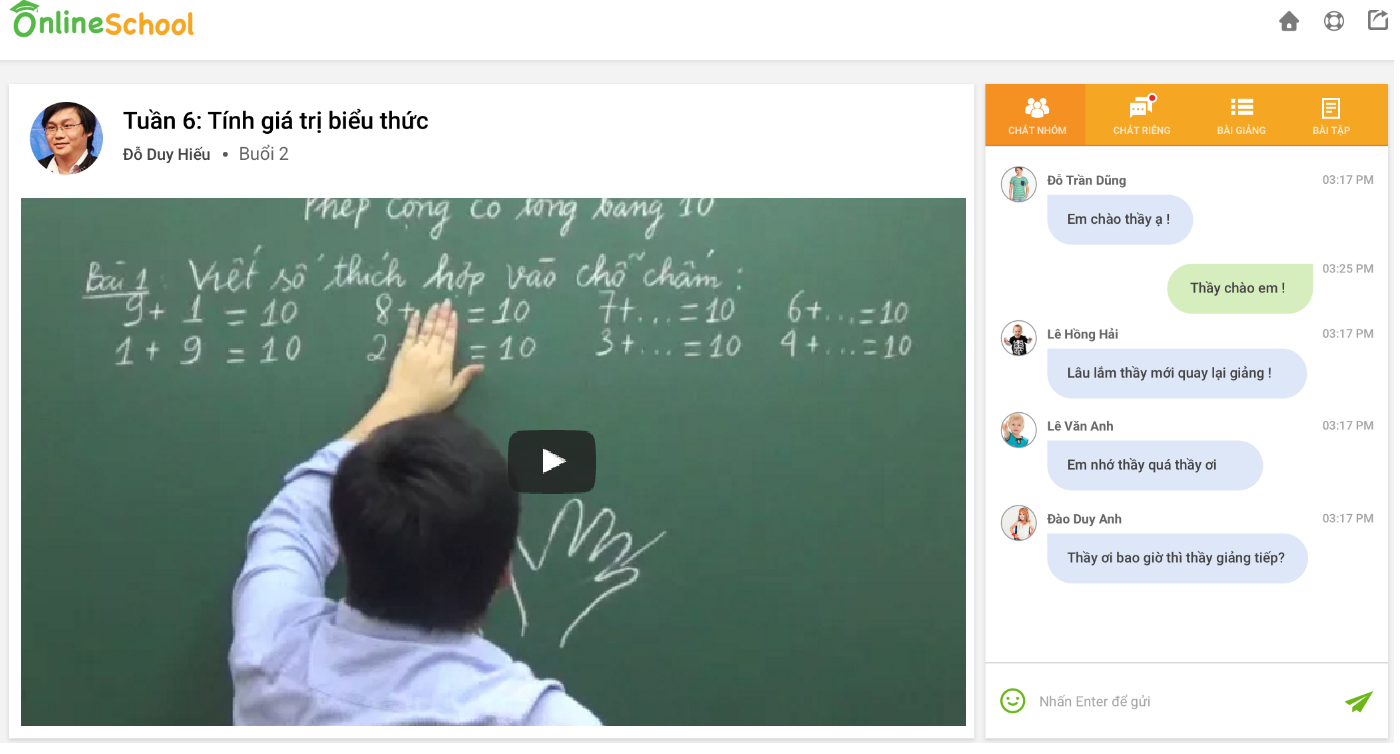 OnlineSchool
Tuần 6: Tính giá trị biểu thức
Đỗ Duy Hiếu • Buổi 2
Phép cộng có tổng bằng 10
Bài 1: Viết số thích hợp vào chỗ chấm:
9 + 1 = 10 8+ = 10 7+...=10 6+...=10
1 + 9 = 10 2 = 10 3+...=10 4+...=10
CHÁT NHÓM CHÁT RIÊNG BÀI GIẢNG BÀI TẬP
Đỗ Trần Dũng 03:17 PM
Em chào thầy ạ !
03:25 PM
Thầy chào em !
Lê Hồng Hải 03:17 PM
Lâu lắm thầy mới quay lại giảng !
Lê Văn Anh 03:17 PM
Em nhớ thầy quá thầy ơi
Đào Duy Anh 03:17 PM
Thầy ơi bao giờ thì thầy giảng tiếp?
Nhấn Enter để gửi